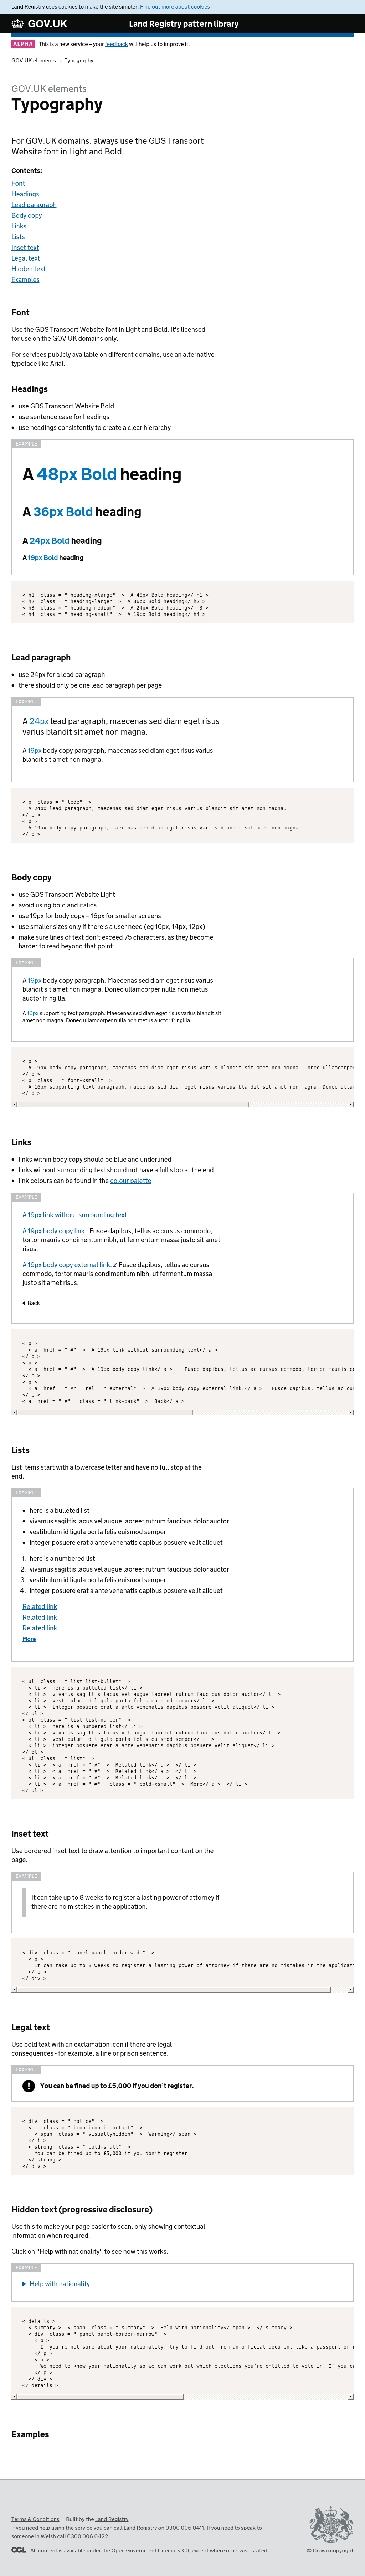 Land Registry uses cookies to make the site simpler. Find out more about cookies
GOV.UK
Land Registry pattern library
ALPHA This is a new service – your feedback will help us to improve it.
GOV.UK elements
Typography
GOV.UK elements
Typography
For GOV.UK domains, always use the GDS Transport
Website font in Light and Bold.
Contents:
Font
Headings
Lead paragraph
Body copy
Links
Lists
Inset text
Legal text
Hidden text
Examples
Font
Use the GDS Transport Website font in Light and Bold. It's licensed
for use on the GOV.UK domains only.
For services publicly available on different domains, use an alternative
typeface like Arial.
Headings
use GDS Transport Website Bold
use sentence case for headings
use headings consistently to create a clear hierarchy
EXAMPLE
A 48px Bold heading
A 36px Bold heading
A 24px Bold heading
A 19px Bold heading
< h1 class = " heading-xlarge" > A 48px Bold heading</ h1 >
< h2 class = " heading-large" > A 36px Bold heading</ h2 >
< h3 class = " heading-medium" > A 24px Bold heading</ h3 >
< h4 class = " heading-small" > A 19px Bold heading</ h4 >
Lead paragraph
use 24px for a lead paragraph
there should only be one lead paragraph per page
EXAMPLE
A 24px lead paragraph, maecenas sed diam eget risus
varius blandit sit amet non magna.
A 19px body copy paragraph, maecenas sed diam eget risus varius
blandit sit amet non magna.
< p class = " lede" >
A 24px lead paragraph, maecenas sed diam eget risus varius blandit sit amet non magna.
</ p >
< p >
A 19px body copy paragraph, maecenas sed diam eget risus varius blandit sit amet non magna.
</ p >
Body copy
use GDS Transport Website Light
avoid using bold and italics
use 19px for body copy – 16px for smaller screens
use smaller sizes only if there's a user need (eg 16px, 14px, 12px)
make sure lines of text don't exceed 75 characters, as they become
harder to read beyond that point
EXAMPLE
A 19px body copy paragraph. Maecenas sed diam eget risus varius
blandit sit amet non magna. Donec ullamcorper nulla non metus
auctor fringilla.
A 16px supporting text paragraph. Maecenas sed diam eget risus varius blandit sit
amet non magna. Donec ullamcorper nulla non metus auctor fringilla.
< p >
A 19px body copy paragraph, maecenas sed diam eget risus varius blandit sit amet non magna. Donec ullamcorper
</ p >
< p class = " font-xsmall" >
A 16px supporting text paragraph, maecenas sed diam eget risus varius blandit sit amet non magna. Donec ullam
</ p >
Links
links within body copy should be blue and underlined
links without surrounding text should not have a full stop at the end
link colours can be found in the colour palette
EXAMPLE
A 19px link without surrounding text
A 19px body copy link . Fusce dapibus, tellus ac cursus commodo,
tortor mauris condimentum nibh, ut fermentum massa justo sit amet
risus.
A 19px body copy external link. Fusce dapibus, tellus ac cursus
commodo, tortor mauris condimentum nibh, ut fermentum massa
justo sit amet risus.
Back
< p >
< a href = " #" > A 19px link without surrounding text</ a >
</ p >
< p >
< a href = " #" > A 19px body copy link</ a > . Fusce dapibus, tellus ac cursus commodo, tortor mauris co
</ p >
< p >
< a href = " #" rel = " external" > A 19px body copy external link.</ a > Fusce dapibus, tellus ac cus
</ p >
< a href = " #" class = " link-back" > Back</ a >
Lists
List items start with a lowercase letter and have no full stop at the
end.
EXAMPLE
here is a bulleted list
vivamus sagittis lacus vel augue laoreet rutrum faucibus dolor auctor
vestibulum id ligula porta felis euismod semper
integer posuere erat a ante venenatis dapibus posuere velit aliquet
1. here is a numbered list
2. vivamus sagittis lacus vel augue laoreet rutrum faucibus dolor auctor
3. vestibulum id ligula porta felis euismod semper
4. integer posuere erat a ante venenatis dapibus posuere velit aliquet
Related link
Related link
Related link
More
< ul class = " list list-bullet" >
< li > here is a bulleted list</ li >
< li > vivamus sagittis lacus vel augue laoreet rutrum faucibus dolor auctor</ li >
< li > vestibulum id ligula porta felis euismod semper</ li >
< li > integer posuere erat a ante venenatis dapibus posuere velit aliquet</ li >
</ ul >
< ol class = " list list-number" >
< li > here is a numbered list</ li >
< li > vivamus sagittis lacus vel augue laoreet rutrum faucibus dolor auctor</ li >
< li > vestibulum id ligula porta felis euismod semper</ li >
< li > integer posuere erat a ante venenatis dapibus posuere velit aliquet</ li >
</ ol >
< ul class = " list" >
< li > < a href = " #" > Related link</ a > </ li >
< li > < a href = " #" > Related link</ a > </ li >
< li > < a href = " #" > Related link</ a > </ li >
< li > < a href = " #" class = " bold-xsmall" > More</ a > </ li >
</ ul >
Inset text
Use bordered inset text to draw attention to important content on the
page.
EXAMPLE
It can take up to 8 weeks to register a lasting power of attorney if
there are no mistakes in the application.
< div class = " panel panel-border-wide" >
< p >
It can take up to 8 weeks to register a lasting power of attorney if there are no mistakes in the applicat
</ p >
</ div >
Legal text
Use bold text with an exclamation icon if there are legal
consequences - for example, a fine or prison sentence.
EXAMPLE
You can be fined up to £5,000 if you don't register.
< div class = " notice" >
< i class = " icon icon-important" >
< span class = " visuallyhidden" > Warning</ span >
</ i >
< strong class = " bold-small" >
You can be fined up to £5,000 if you don't register.
</ strong >
</ div >
Hidden text (progressive disclosure)
Use this to make your page easier to scan, only showing contextual
information when required.
Click on "Help with nationality" to see how this works.
EXAMPLE
Help with nationality
< details >
< summary > < span class = " summary" > Help with nationality</ span > </ summary >
< div class = " panel panel-border-narrow" >
< p >
If you're not sure about your nationality, try to find out from an official document like a passport or
</ p >
< p >
We need to know your nationality so we can work out which elections you're entitled to vote in. If you ca
</ p >
</ div >
</ details >
Examples
Terms & Conditions Built by the Land Registry
If you need help using the service you can call Land Registry on 0300 006 0411. If you need to speak to
someone in Welsh call 0300 006 0422 .
OGL All content is available under the Open Government Licence v3.0, except where otherwise stated
© Crown copyright